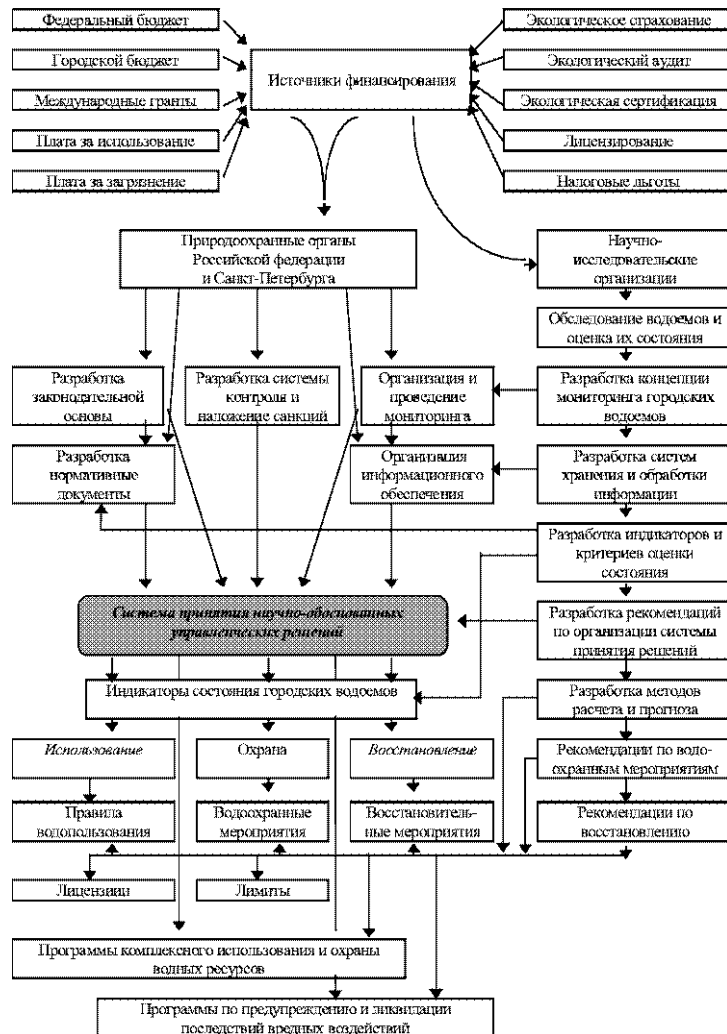 Федеральный бюджет
Городской бюджет
Международные гранты
Плата за использование
Плата за загрязнение
Источники финансирования
Экологическое страхование
Экологический аудит
Экологическая сертификация
Лицензирование
Налоговые льготы
Природоохранные органы
Российской федерации
и Санкт-Петербурга
Научно-
исследовательские
организации
Обследование водоемов и
оценка их состояния
Разработка
законодательной
основы
Разработка системы
контроля и
наложение санкций
Организация и
проведение
мониторинга
Разработка концепции
мониторинга городских
водоемов
Разработка
нормативные
документы
Организация
информационного
обеспечения
Разработка систем
хранения и обработки
информации
Разработка индикаторов и
критериев оценки
состояния
Система принятия научно-обоснованных
управленческих решений
Разработка рекомендаций
по организации системы
принятия решений
Индикаторы состояния городских водоемов
Разработка методов
расчета и прогноза
Использование
Охрана
Восстановление
Рекомендации по водо-
охранным мероприятиям
Правила
водопользования
Водоохранные
мероприятия
Восстановитель-
ные мероприятия
Рекомендации по
восстановлению
Лицензиии
Лимиты
Программы комплексного использования и охраны
водных ресурсов
Программы по предупреждению и ликвидации
последствий вредных воздействий